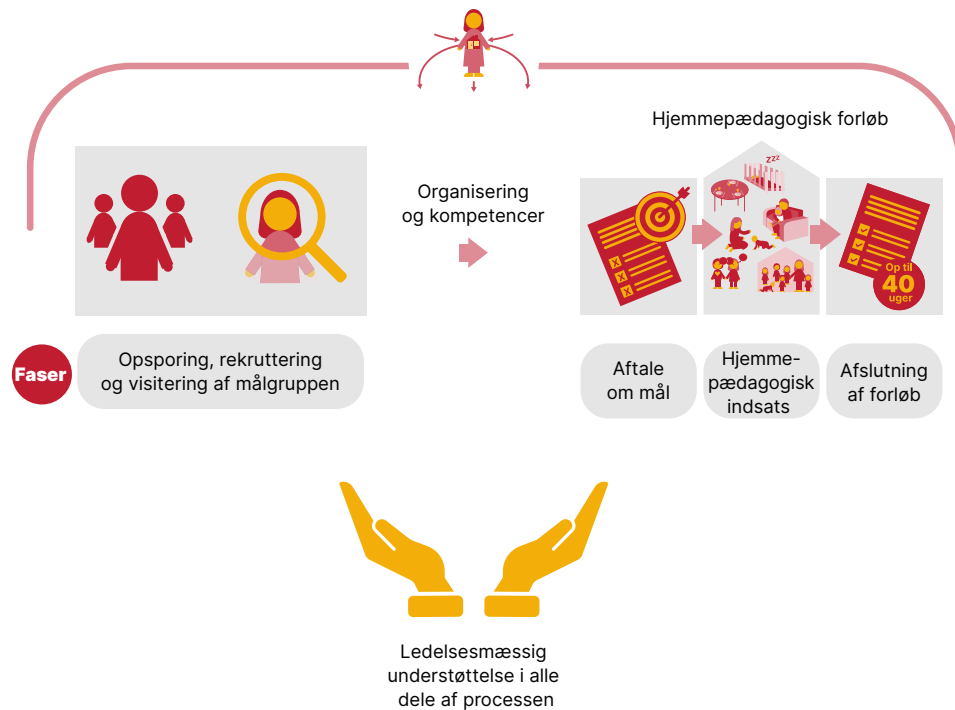 Hjemmepædagogisk forløb
Organisering
og kompetencer
zzz
Op til
40
uger
Faser
Opsporing, rekruttering
og visitering af målgruppen
Aftale
om mål
Hjemme-
pædagogisk
indsats
Afslutning
af forløb
Ledelsesmæssig
understøttelse i alle
dele af processen